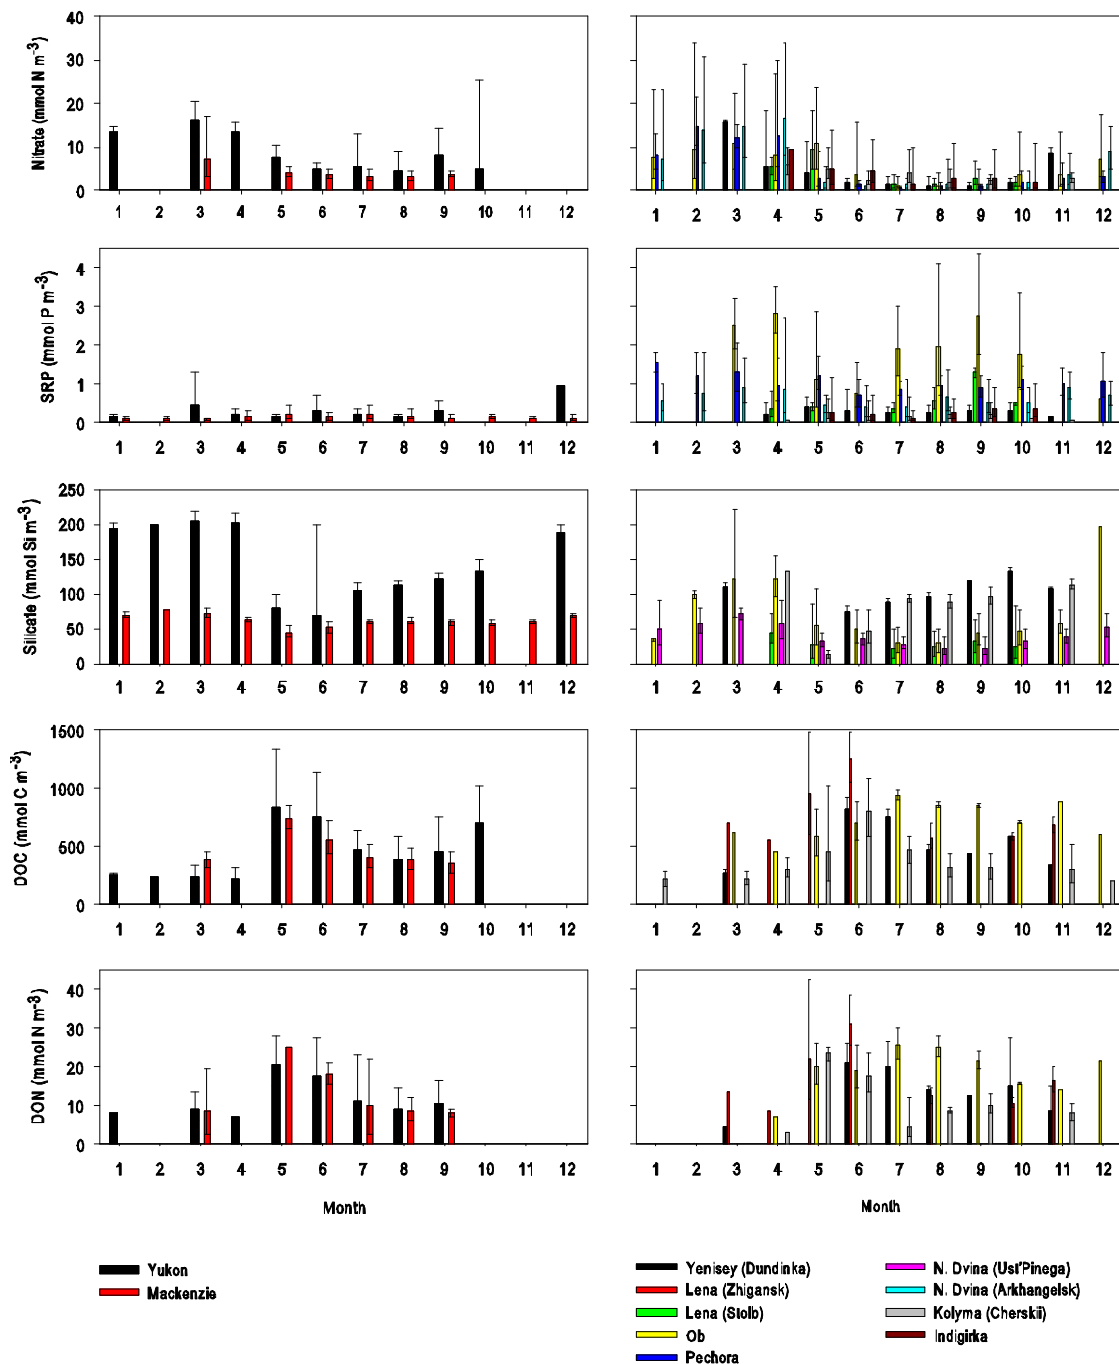 Nitrate (mmol N m-3)
40
30
20
10
0
1 2 3 4 5 6 7 8 9 10 11 12
1 2 3 4 5 6 7 8 9 10 11 12
SRP (mmol P m-3)
4
3
2
1
0
1 2 3 4 5 6 7 8 9 10 11 12
1 2 3 4 5 6 7 8 9 10 11 12
Silicate (mmol Si m-3)
250
200
150
100
50
0
1 2 3 4 5 6 7 8 9 10 11 12
1 2 3 4 5 6 7 8 9 10 11 12
DOC (mmol C m-3)
1500
1000
500
0
1 2 3 4 5 6 7 8 9 10 11 12
1 2 3 4 5 6 7 8 9 10 11 12
DON (mmol N m-3)
40
30
20
10
0
1 2 3 4 5 6 7 8 9 10 11 12
1 2 3 4 5 6 7 8 9 10 11 12
Month
Month
Yukon
Mackenzie
Yenisey (Dundinka)
Lena (Zhigansk)
Lena (Stolb)
Ob
Pechora
N. Dvina (Ust'Pinega)
N. Dvina (Arkhangelsk)
Kolyma (Cherskii)
Indigirka